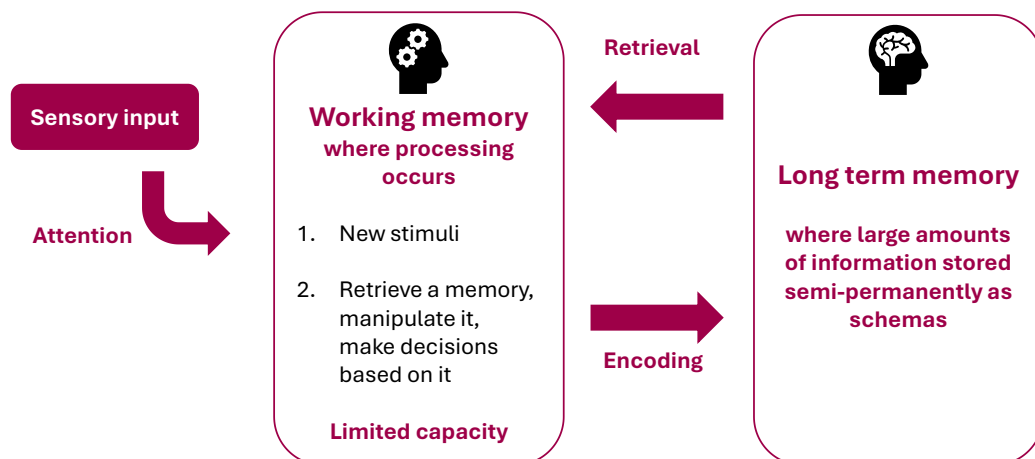 Sensory input
Attention
Working memory
where processing
occurs
1. New stimuli
2. Retrieve a memory,
manipulate it,
make decisions
based on it
Limited capacity
Retrieval
Encoding
Long term memory
where large amounts
of information stored
semi-permanently as
schemas